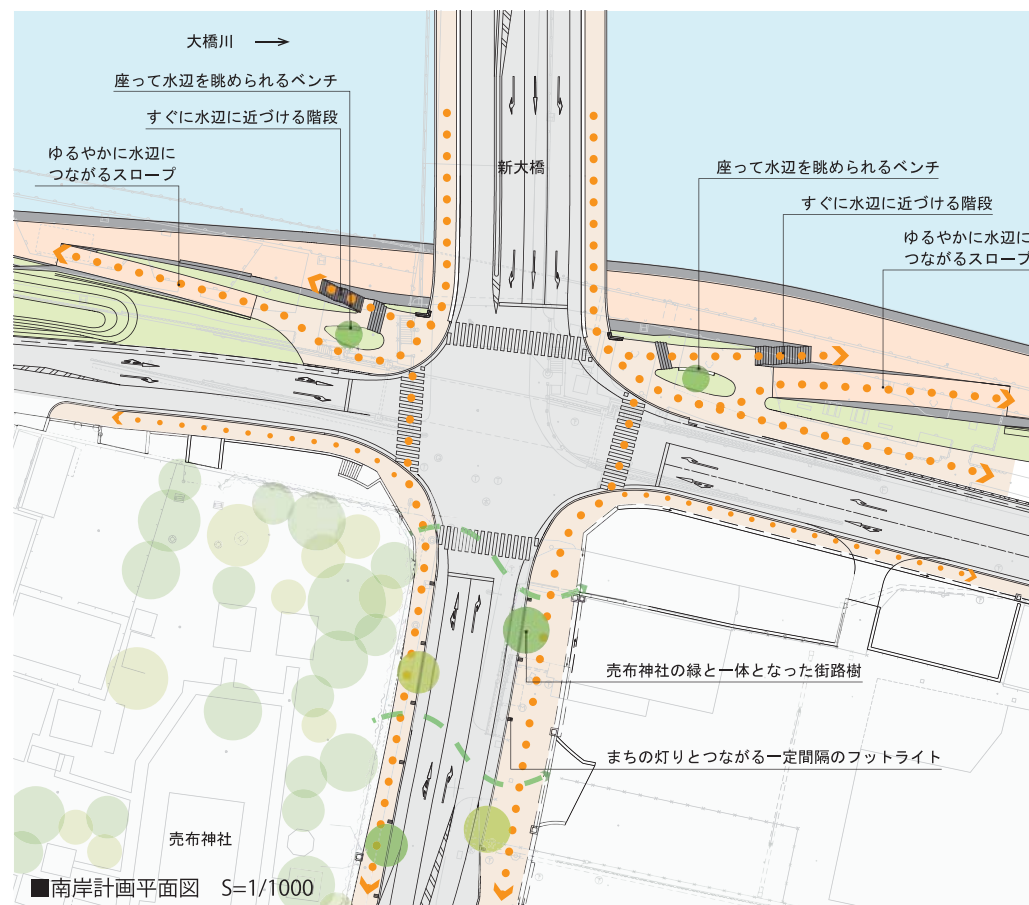 大橋川
座って水辺を眺められるベンチ
すぐに水辺に近づける階段
ゆるやかに水辺に
つながるスロープ
新大橋
座って水辺を眺められるベンチ
すぐに水辺に近づける階段
ゆるやかに水辺に
つながるスロープ
売布神社の緑と一体となった街路樹
まちの灯りとつながる一定間隔のフットライト
売布神社
■南岸計画平面図 S=1/1000